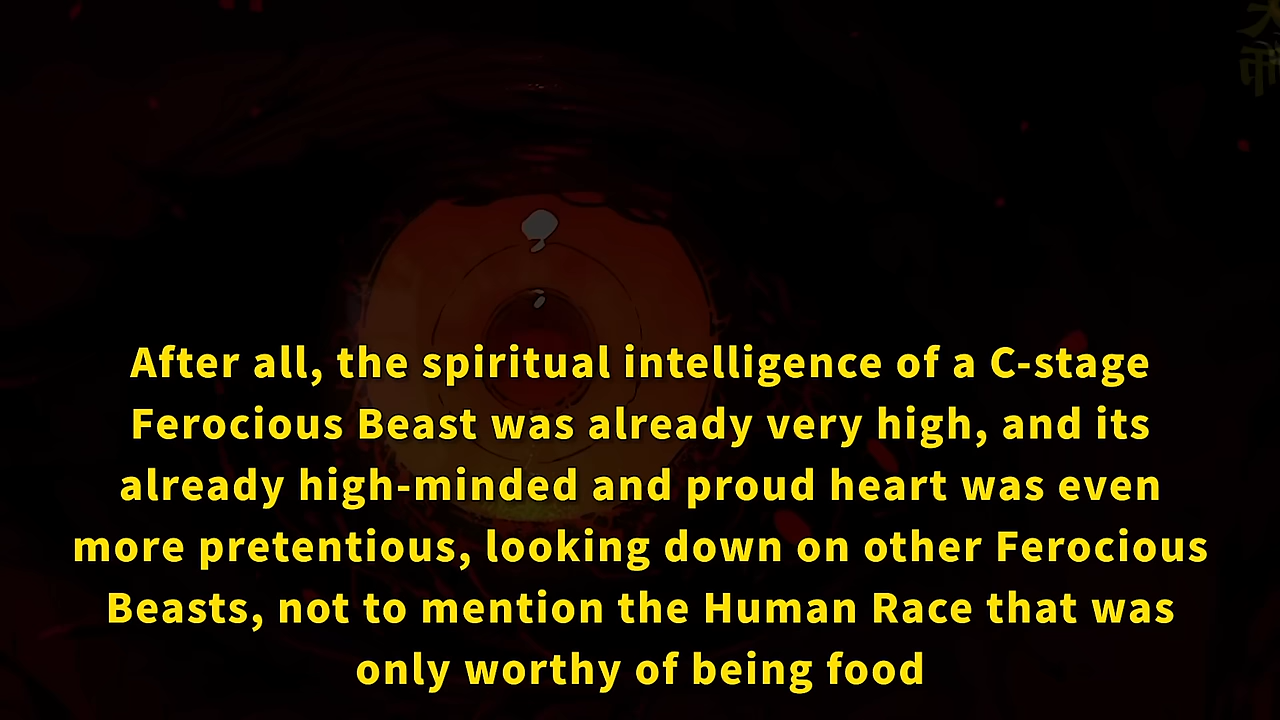 After all, the spiritual intelligence of a C-stage
Ferocious Beast was already very high, and its
already high-minded and proud heart was even
more pretentious, looking down on other Ferocious
Beasts, not to mention the Human Race that was
only worthy of being food